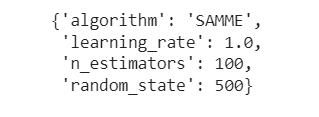 {'algorithm': 'SAMME',
'learning_rate': 1.0,
'n_estimators': 100,
'random_state': 500}